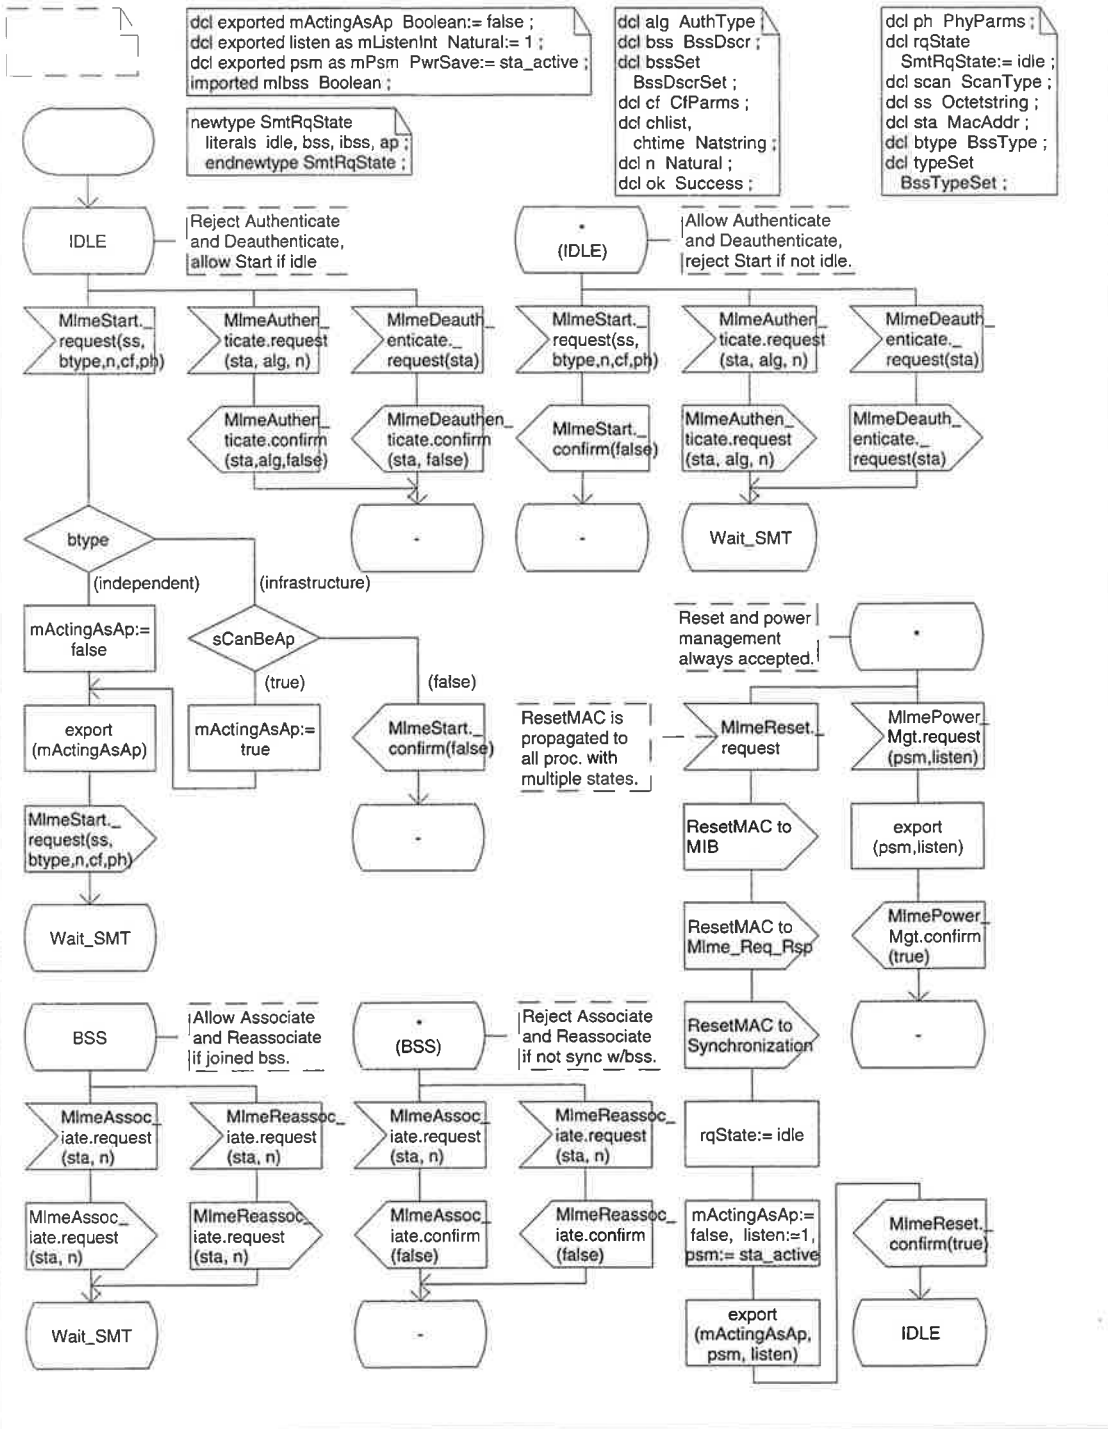 dcl exported mActingAsAp Boolean:= false ;
dcl exported listen as mListenInt Natural:= 1 ;
dcl exported psm as mPsm PwrSave:= sta_active ;
imported mIbss Boolean ;
newtype SmtRqState
literals idle, bss, ibss, ap ;
endnewtype SmtRqState ;
dcl alg AuthType ;
dcl bss BssDscr ;
dcl bssSet
BssDscrSet ;
dcl cf CfParms ;
dcl chlist,
chtime Natstring ;
dcl n Natural ;
dcl ok Success ;
dcl ph PhyParms ;
dcl rqState
SmtRqState:= idle ;
dcl scan ScanType ;
dcl ss Octetstring ;
dcl sta MacAddr ;
dcl btype BssType ;
dcl typeSet
BssTypeSet ;
IDLE
Reject Authenticate
and Deauthenticate,
allow Start if idle
*
(IDLE)
Allow Authenticate
and Deauthenticate,
reject Start if not idle.
MlmeStart._
request(ss,
btype,n,cf,ph)
MlmeAuthen_
ticate.request
(sta, alg, n)
MlmeDeauth_
enticate._
request(sta)
MlmeStart._
request(ss,
btype,n,cf,ph)
MlmeAuthen_
ticate.request
(sta, alg, n)
MlmeDeauth_
enticate._
request(sta)
MlmeAuthen_
ticate.confirm
(sta,alg,false)
MlmeDeauthen_
ticate.confirm
(sta, false)
MlmeStart._
confirm(false)
MlmeAuthen_
ticate.request
(sta, alg, n)
MlmeDeauth_
enticate._
request(sta)
-
-
Wait_SMT
btype
(independent)
(infrastructure)
mActingAsAp:=
false
sCanBeAp
(true)
(false)
export
(mActingAsAp)
mActingAsAp:=
true
MlmeStart._
confirm(false)
MlmeStart._
request(ss,
btype,n,cf,ph)
-
Wait_SMT
Reset and power
management
always accepted.
*
ResetMAC is
propagated to
all proc. with
multiple states.
MlmeReset._
request
MlmePower_
Mgt.request
(psm,listen)
ResetMAC to
MIB
export
(psm,listen)
ResetMAC to
Mlme_Req_Rsp
MlmePower_
Mgt.confirm
(true)
ResetMAC to
Synchronization
-
BSS
Allow Associate
and Reassociate
if joined bss.
*
(BSS)
Reject Associate
and Reassociate
if not sync w/bss.
MlmeAssoc_
iate.request
(sta, n)
MlmeReassoc_
iate.request
(sta, n)
MlmeAssoc_
iate.request
(sta, n)
MlmeReassoc_
iate.request
(sta, n)
rqState:= idle
MlmeAssoc_
iate.request
(sta, n)
MlmeReassoc_
iate.request
(sta, n)
MlmeAssoc_
iate.confirm
(false)
MlmeReassoc_
iate.confirm
(false)
mActingAsAp:=
false, listen:=1,
psm:= sta_active
MlmeReset._
confirm(true)
Wait_SMT
-
export
(mActingAsAp,
psm, listen)
IDLE